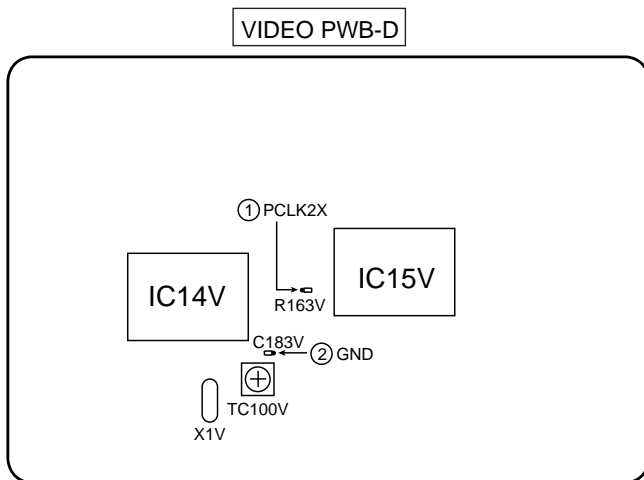 VIDEO PWB-D
① PCLK2X
IC14V
IC15V
R163V
C183V
② GND
TC100V
X1V